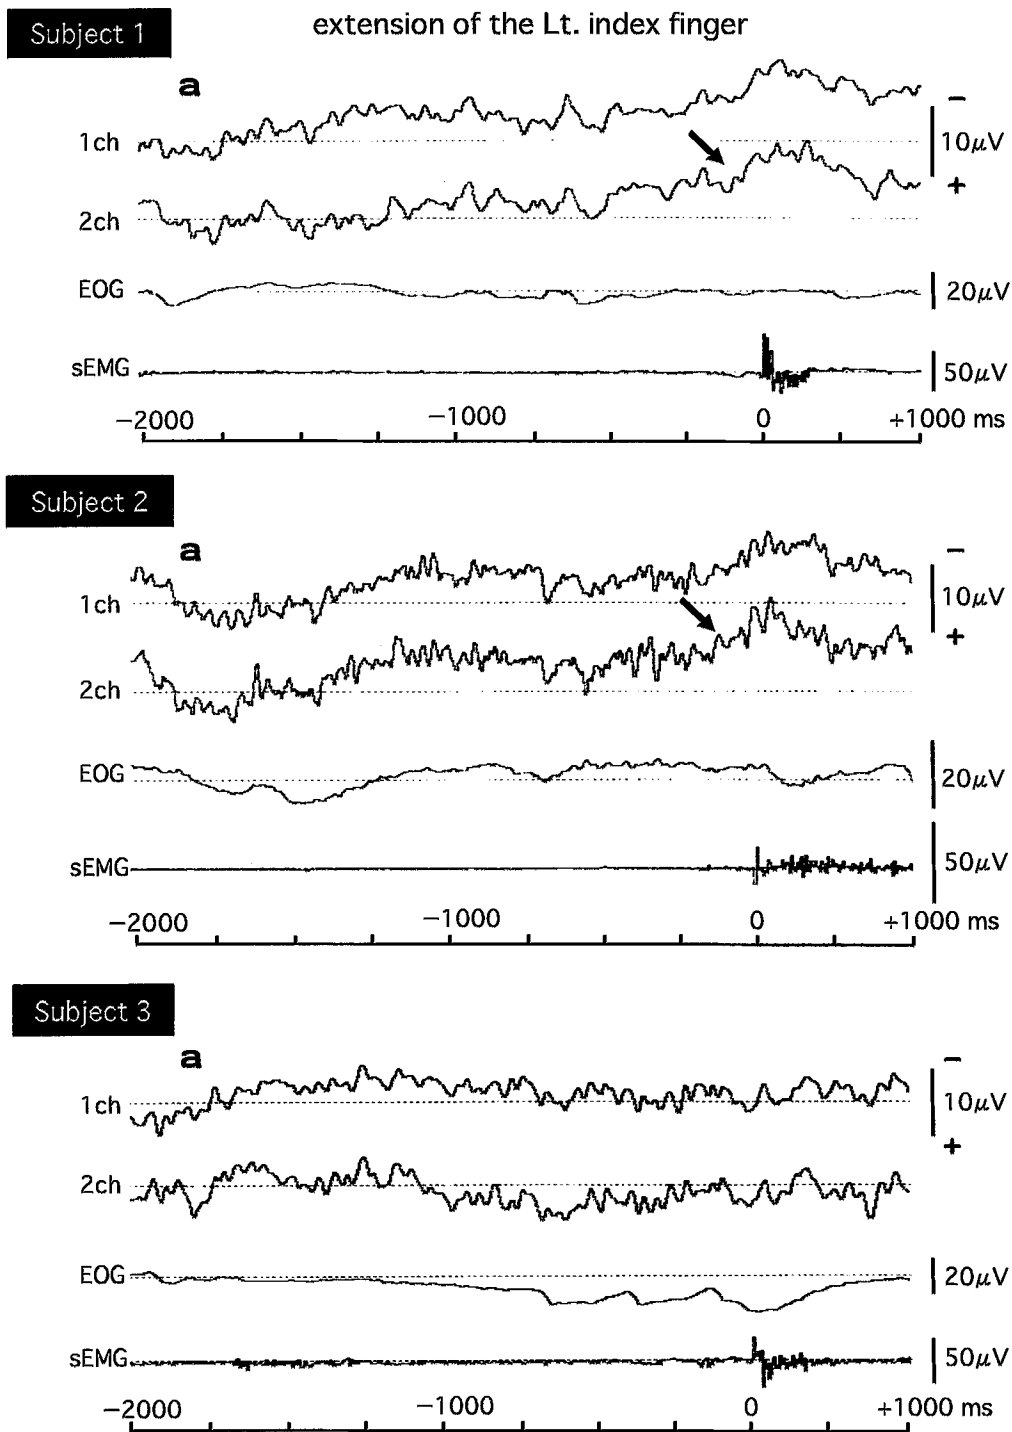 Subject 1
extension of the Lt. index finger
a
1ch
−
10μV
+
2ch
EOG
20μV
sEMG
50μV
−2000 −1000 0 +1000 ms
Subject 2
a
1ch
−
10μV
+
2ch
EOG
20μV
sEMG
50μV
−2000 −1000 0 +1000 ms
Subject 3
a
1ch
−
10μV
+
2ch
EOG
20μV
sEMG
50μV
−2000 −1000 0 +1000 ms